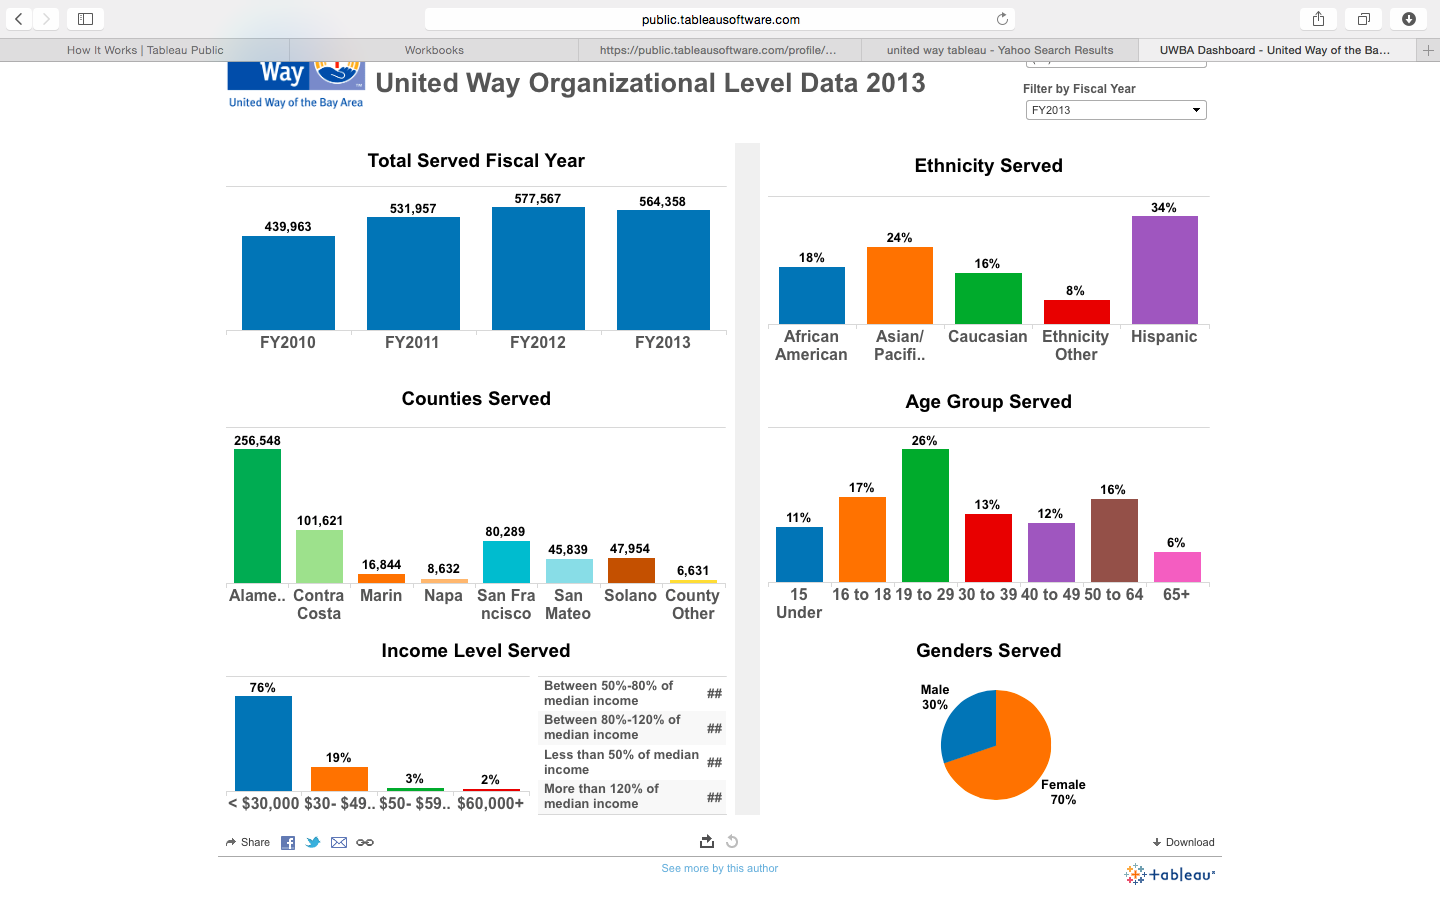 public.tableausoftware.com
How It Works | Tableau Public
Workbooks
https://public.tableausoftware.com/profile/...
united way tableau - Yahoo Search Results
UWBA Dashboard - United Way of the Ba...
Way
United Way of the Bay Area
United Way Organizational Level Data 2013
Filter by Fiscal Year
FY2013
Total Served Fiscal Year
439,963
531,957
577,567
564,358
FY2010
FY2011
FY2012
FY2013
Ethnicity Served
18%
24%
16%
8%
34%
African
American
Asian/
Pacifi..
Caucasian
Ethnicity
Other
Hispanic
Counties Served
256,548
101,621
16,844
8,632
80,289
45,839
47,954
6,631
Alame..
Contra
Costa
Marin
Napa
San Fra
ncisco
San
Mateo
Solano
County
Other
Age Group Served
11%
17%
26%
13%
12%
16%
6%
15
Under
16 to 18
19 to 29
30 to 39
40 to 49
50 to 64
65+
Income Level Served
76%
19%
3%
2%
< $30,000
$30- $49..
$50- $59..
$60,000+
Between 50%-80% of
median income
##
Between 80%-120% of
median income
##
Less than 50% of median
income
##
More than 120% of
median income
##
Genders Served
Male
30%
Female
70%
Share
Download
See more by this author
tableau